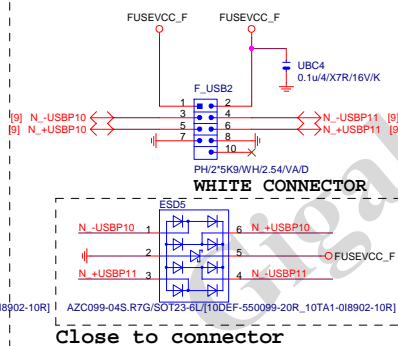 FUSEVCC_F FUSEVCC_F
UBC4
0.1u/4/X7R/16V/K
F_USB2
1 2
[9] N_-USBP10 3 4 N_-USBP11 [9]
[9] N_+USBP10 5 6 N_+USBP11 [9]
7 8
10
PH/2*5K9/WH/2.54/VA/D
WHITE CONNECTOR
ESD5
N_-USBP10 1 6 N_+USBP10
2 5 FUSEVCC_F
N_+USBP11 3 4 N_-USBP11
I8902-10R] AZC099-04S.R7G/SOT23-6L/[10DEF-550099-20R_10TA1-0I8902-10R]
Close to connector